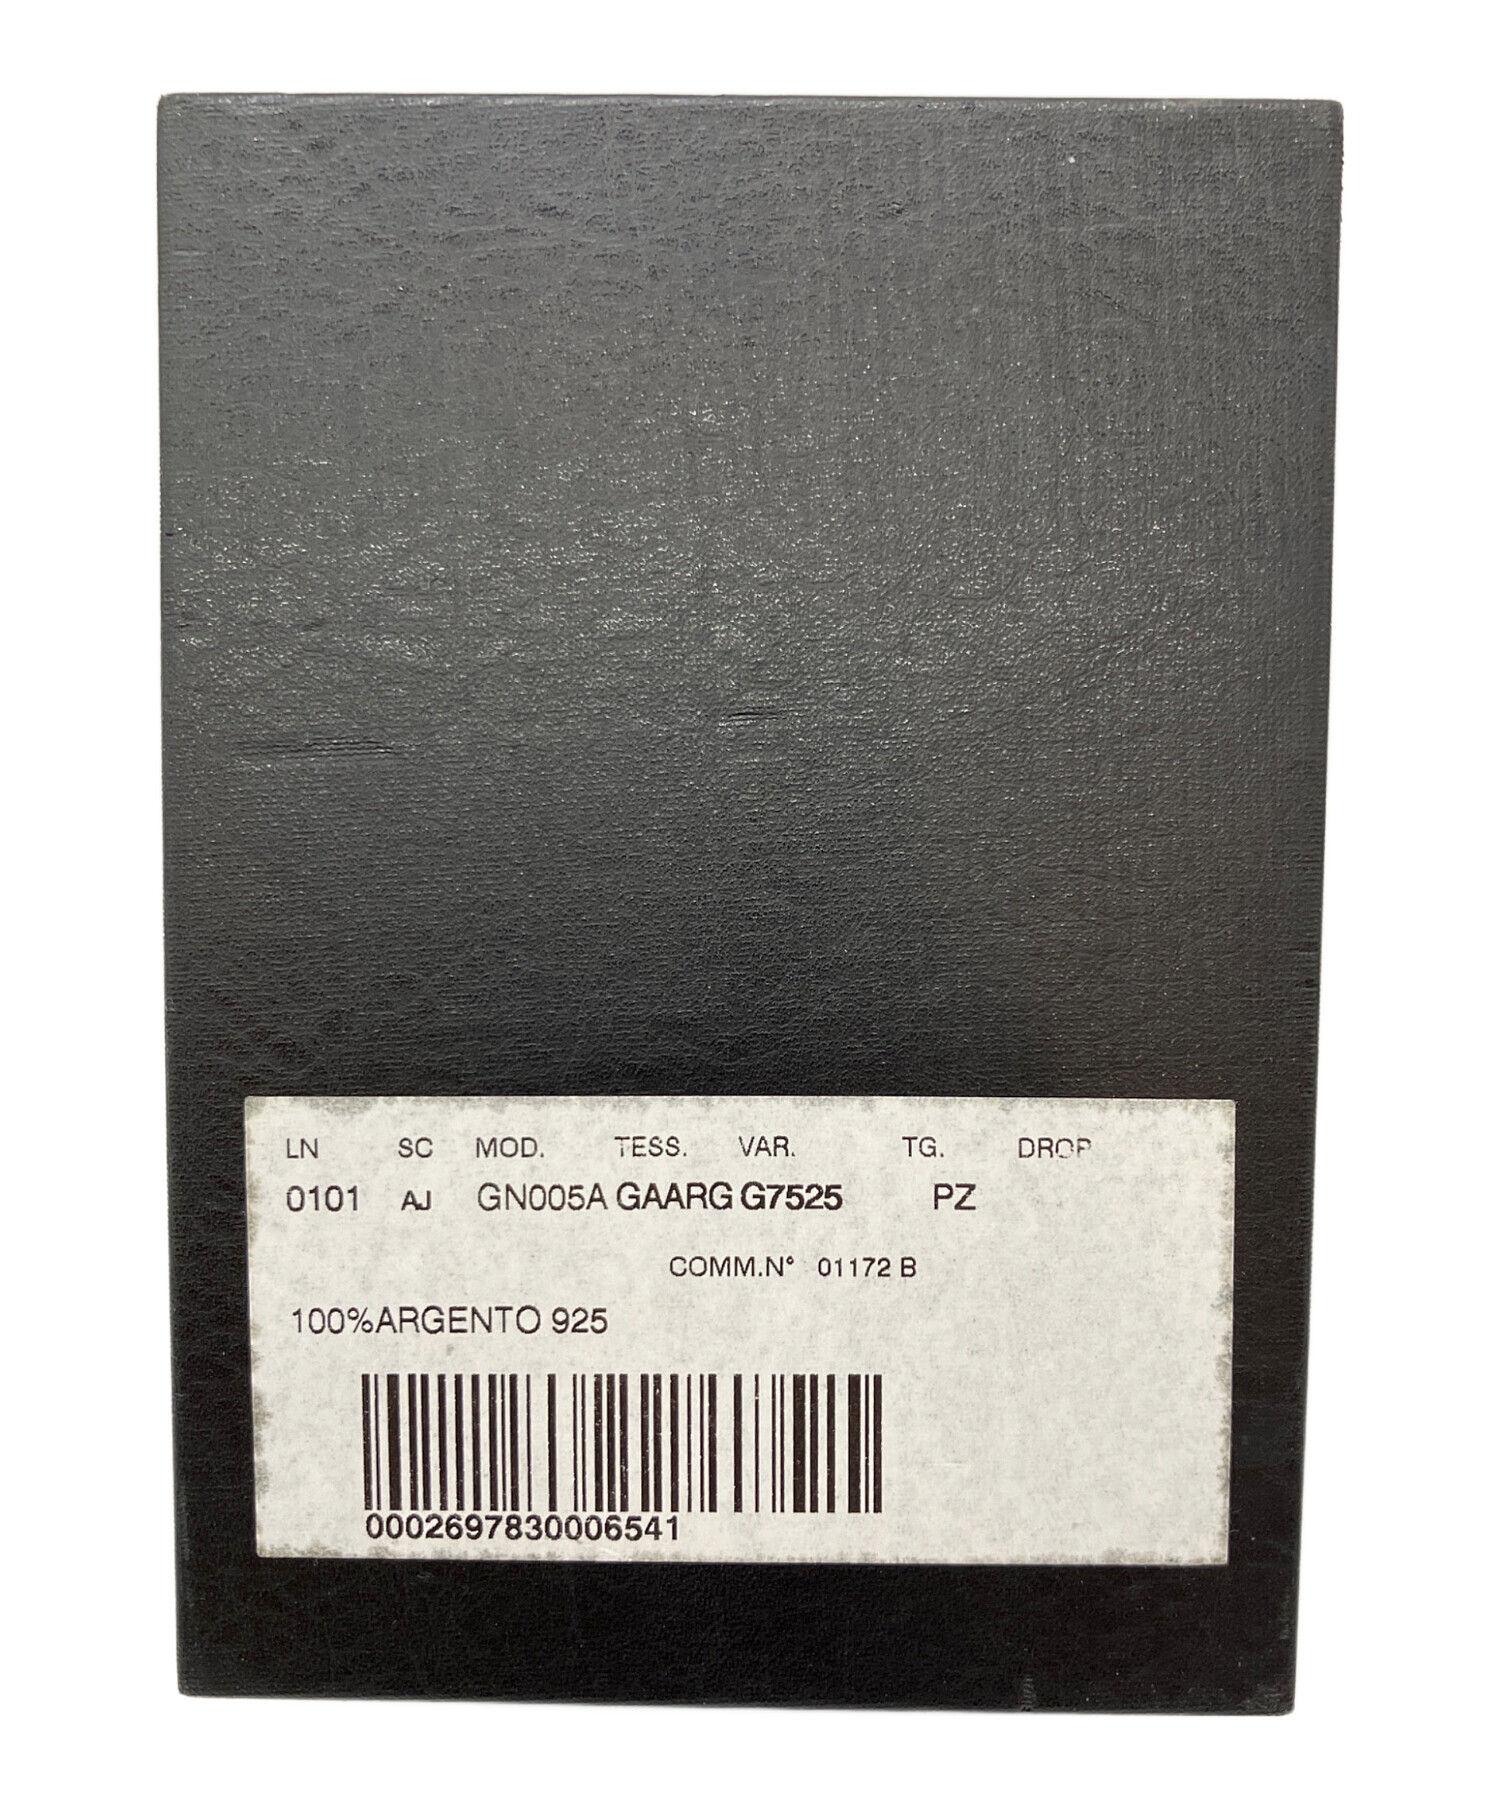 LN SC MOD. TESS. VAR. TG. DROP
0101 AJ GN005A GAARG G7525 PZ
COMM.N° 01172 B
100%ARGENTO 925
0002697830006541